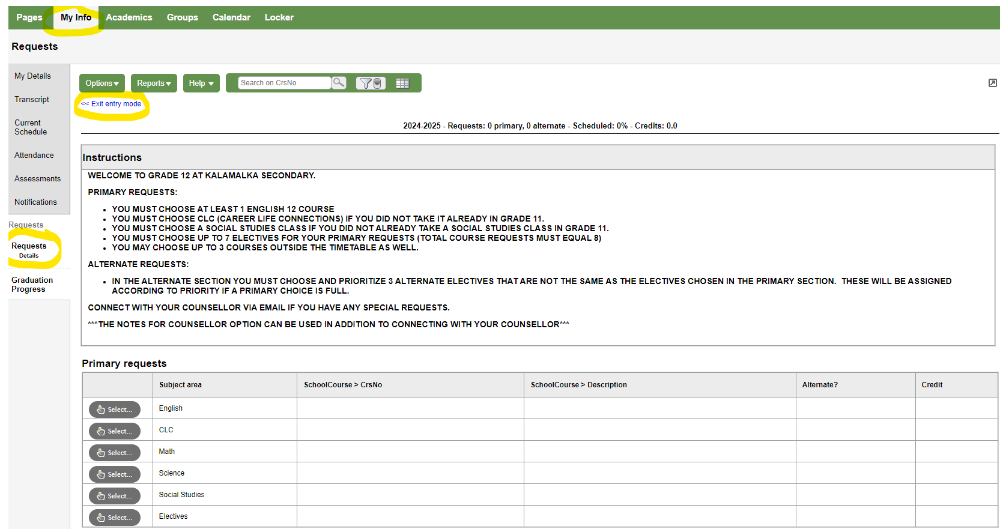 Pages My Info Academics Groups Calendar Locker
Requests
My Details
Transcript
Current
Schedule
Attendance
Assessments
Notifications
Requests
Requests
Details
Graduation
Progress
Options Reports Help Search on CrsNo
<< Exit entry mode
2024-2025 - Requests: 0 primary, 0 alternate - Scheduled: 0% - Credits: 0.0
Instructions
WELCOME TO GRADE 12 AT KALAMALKA SECONDARY.
PRIMARY REQUESTS:
• YOU MUST CHOOSE AT LEAST 1 ENGLISH 12 COURSE
• YOU MUST CHOOSE CLC (CAREER LIFE CONNECTIONS) IF YOU DID NOT TAKE IT ALREADY IN GRADE 11.
• YOU MUST CHOOSE A SOCIAL STUDIES CLASS IF YOU DID NOT ALREADY TAKE A SOCIAL STUDIES CLASS IN GRADE 11.
• YOU MUST CHOOSE UP TO 7 ELECTIVES FOR YOUR PRIMARY REQUESTS (TOTAL COURSE REQUESTS MUST EQUAL 8)
• YOU MAY CHOOSE UP TO 3 COURSES OUTSIDE THE TIMETABLE AS WELL.
ALTERNATE REQUESTS:
• IN THE ALTERNATE SECTION YOU MUST CHOOSE AND PRIORITIZE 3 ALTERNATE ELECTIVES THAT ARE NOT THE SAME AS THE ELECTIVES CHOSEN IN THE PRIMARY SECTION. THESE WILL BE ASSIGNED
ACCORDING TO PRIORITY IF A PRIMARY CHOICE IS FULL.
CONNECT WITH YOUR COUNSELLOR VIA EMAIL IF YOU HAVE ANY SPECIAL REQUESTS.
***THE NOTES FOR COUNSELLOR OPTION CAN BE USED IN ADDITION TO CONNECTING WITH YOUR COUNSELLOR***
Primary requests
Subject area SchoolCourse > CrsNo SchoolCourse > Description Alternate? Credit
Select... English
Select... CLC
Select... Math
Select... Science
Select... Social Studies
Select... Electives